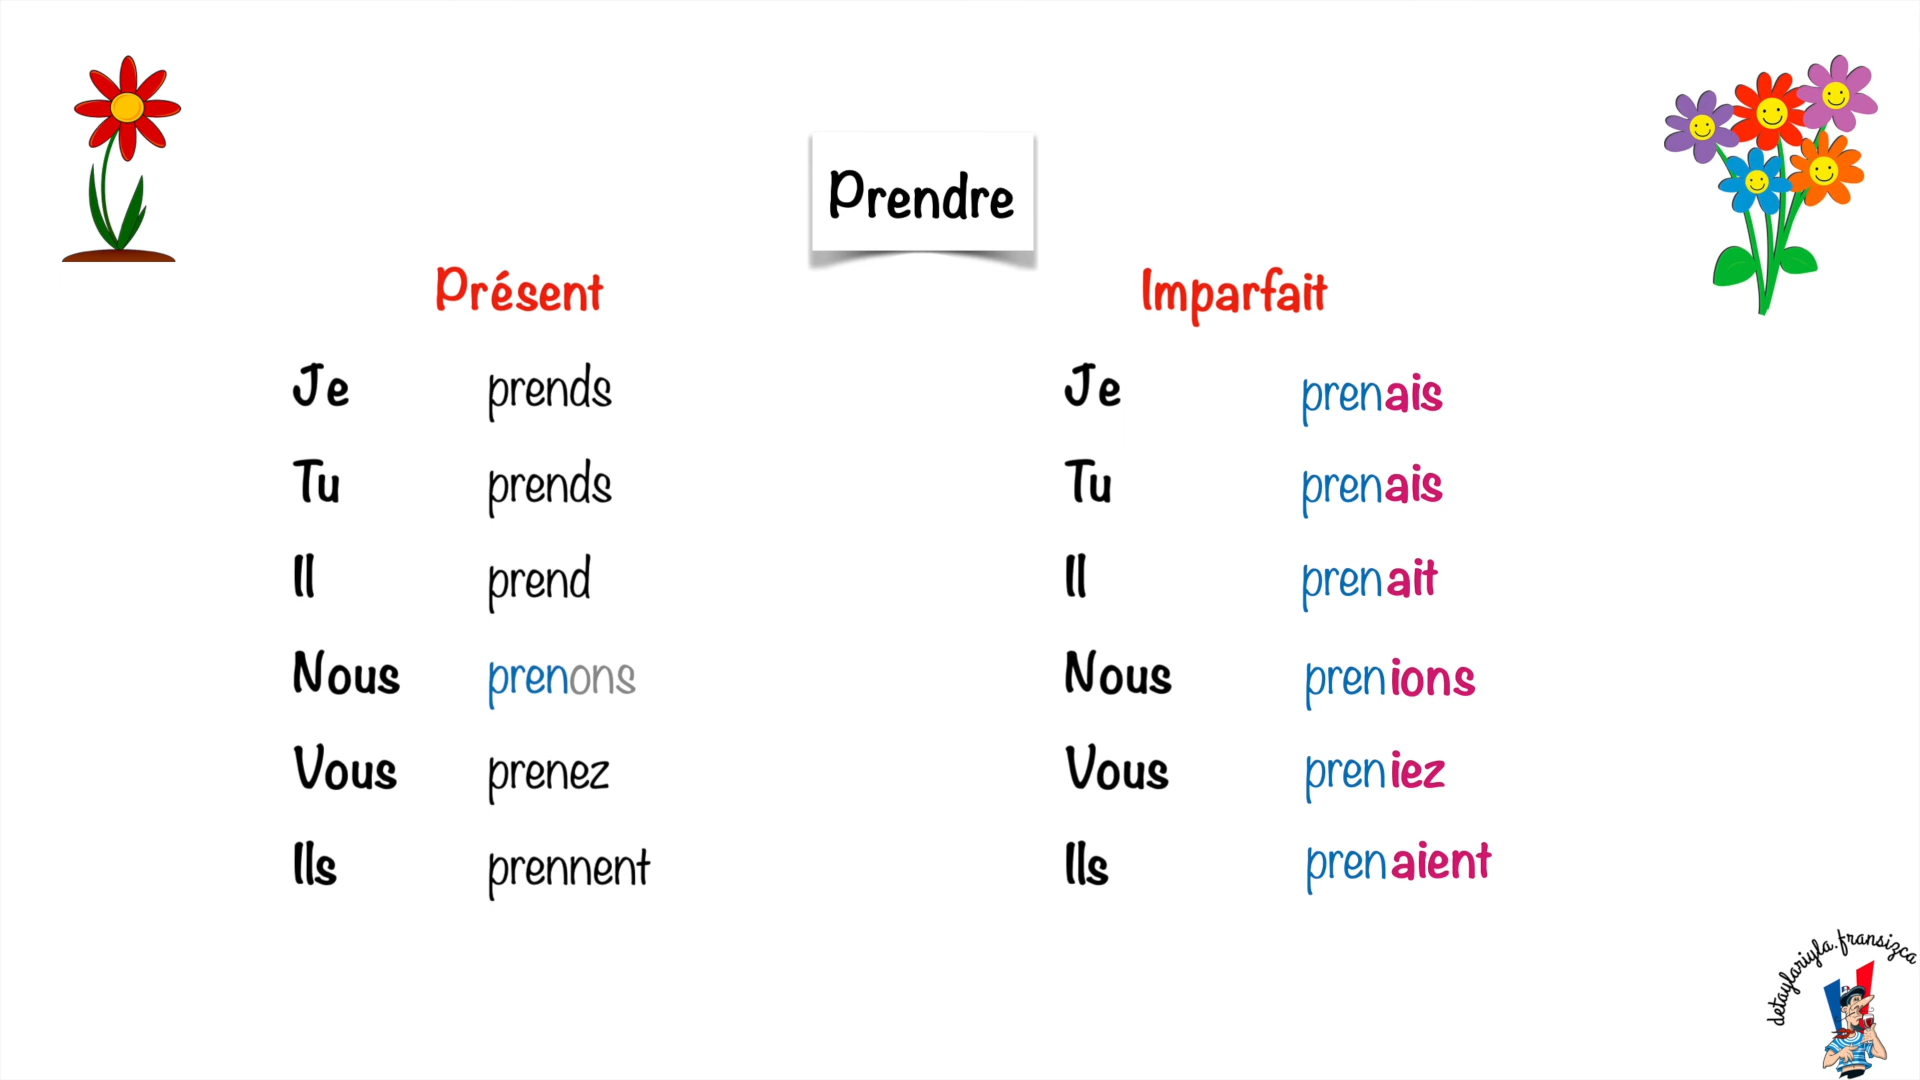 Prendre
Présent
Je prends
Tu prends
Il prend
Nous prenons
Vous prenez
Ils prennent
Imparfait
Je prenais
Tu prenais
Il prenait
Nous prenions
Vous preniez
Ils prenaient
detaylariyla.fransizca